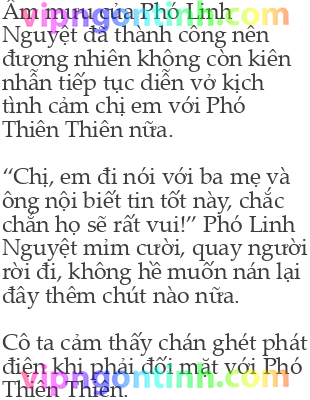 Âm mưu của Phó Linh
Nguyệt đã thành công nên
đương nhiên không còn kiên
nhẫn tiếp tục diễn vở kịch
tình cảm chị em với Phó
Thiên Thiên nữa.
“Chị, em đi nói với ba mẹ và
ông nội biết tin tốt này, chắc
chắn họ sẽ rất vui!” Phó Linh
Nguyệt mỉm cười, quay người
rời đi, không hề muốn nán lại
đây thêm chút nào nữa.
Cô ta cảm thấy chán ghét phát
điên khi phải đối mặt với Phó
Thiên Thiên.
vipngontinh.com
vipngontinh.com